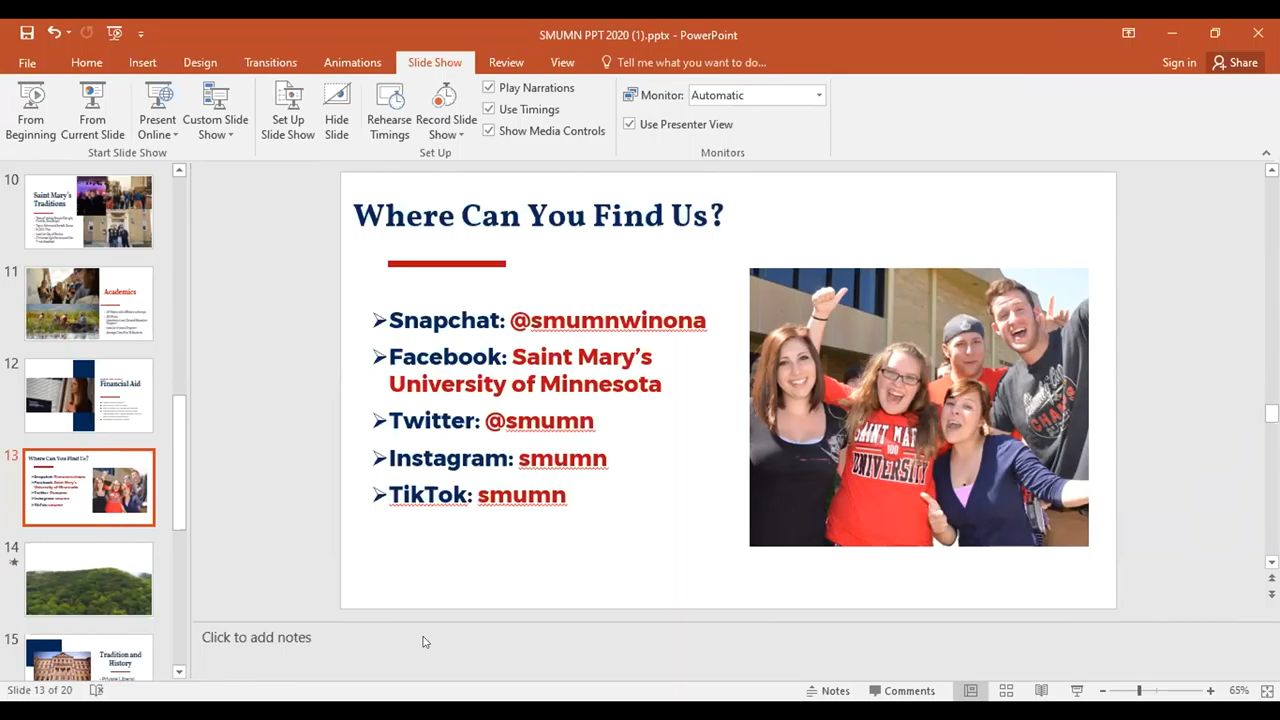 SMUMN PPT 2020 (1).pptx - PowerPoint
File Home Insert Design Transitions Animations Slide Show Review View Tell me what you want to do... Sign in Share
From Beginning
From Current Slide
Present Online
Custom Slide Show
Start Slide Show
Set Up Slide Show
Hide Slide
Rehearse Timings
Record Slide Show
Play Narrations
Use Timings
Show Media Controls
Set Up
Monitor: Automatic
Use Presenter View
Monitors
10
Saint Mary's
Traditions
11
Academics
12
Financial Aid
13
Where Can You Find Us?
14
15
Tradition and
History
Where Can You Find Us?
➢Snapchat: @smumnwinona
➢Facebook: Saint Mary's
University of Minnesota
➢Twitter: @smumn
➢Instagram: smumn
➢TikTok: smumn
SAINT MAR
100
UNIVERSITY
Click to add notes
Slide 13 of 20 Notes Comments 65%